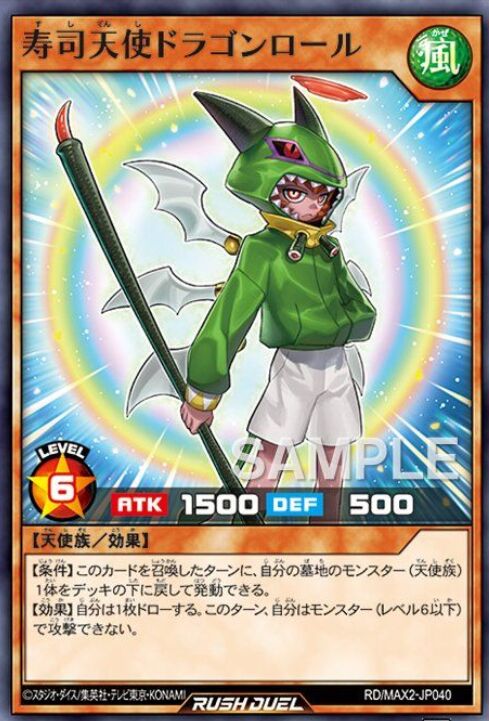 寿司天使ドラゴンロール
風
SAMPLE
LEVEL
6
ATK 1500 DEF 500
【天使族/効果】
【条件】このカードを召喚したターンに、自分の墓地のモンスター(天使族)
1体をデッキの下に戻して発動できる。
【効果】自分は1枚ドローする。このターン、自分はモンスター(レベル6以下)
で攻撃できない。
©スタジオ・ダイス/集英社・テレビ東京・KONAMI
RUSH DUEL
RD/MAX2-JP040